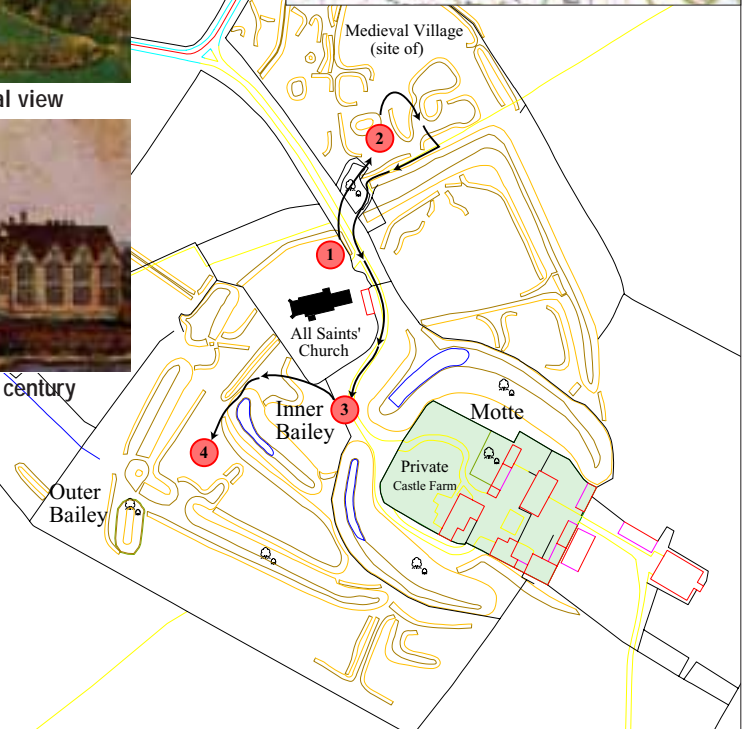 Medieval Village
(site of)
al view
2
1
All Saints'
Church
century
Inner
Bailey
3
Motte
4
Private
Castle Farm
Outer
Bailey